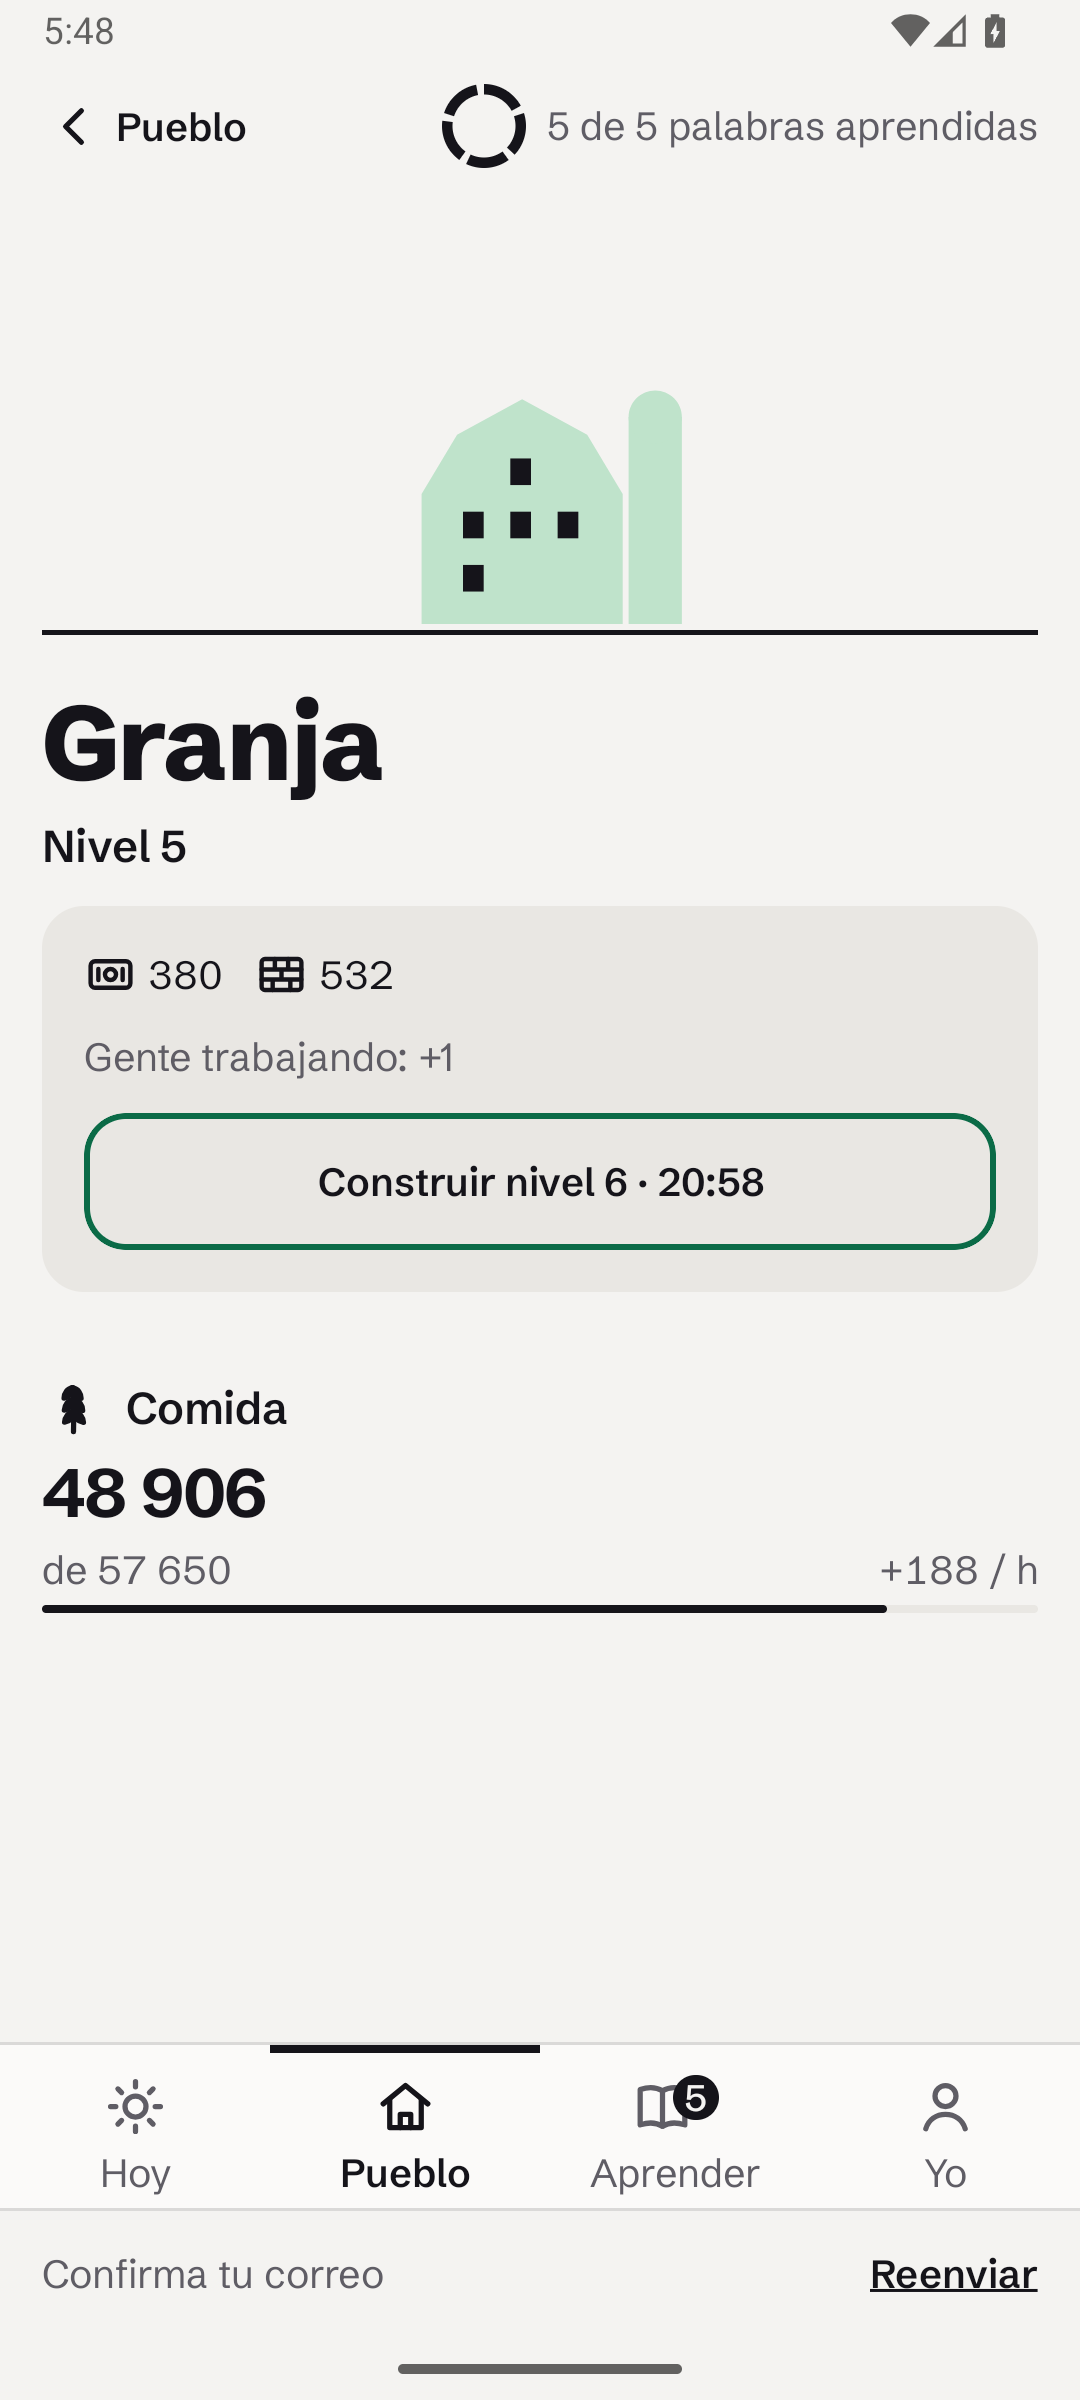 5:48
Pueblo
5 de 5 palabras aprendidas
Granja
Nivel 5
380 532
Gente trabajando: +1
Construir nivel 6 · 20:58
Comida
48 906
de 57 650 +188 / h
Hoy Pueblo 5 Aprender Yo
Confirma tu correo Reenviar